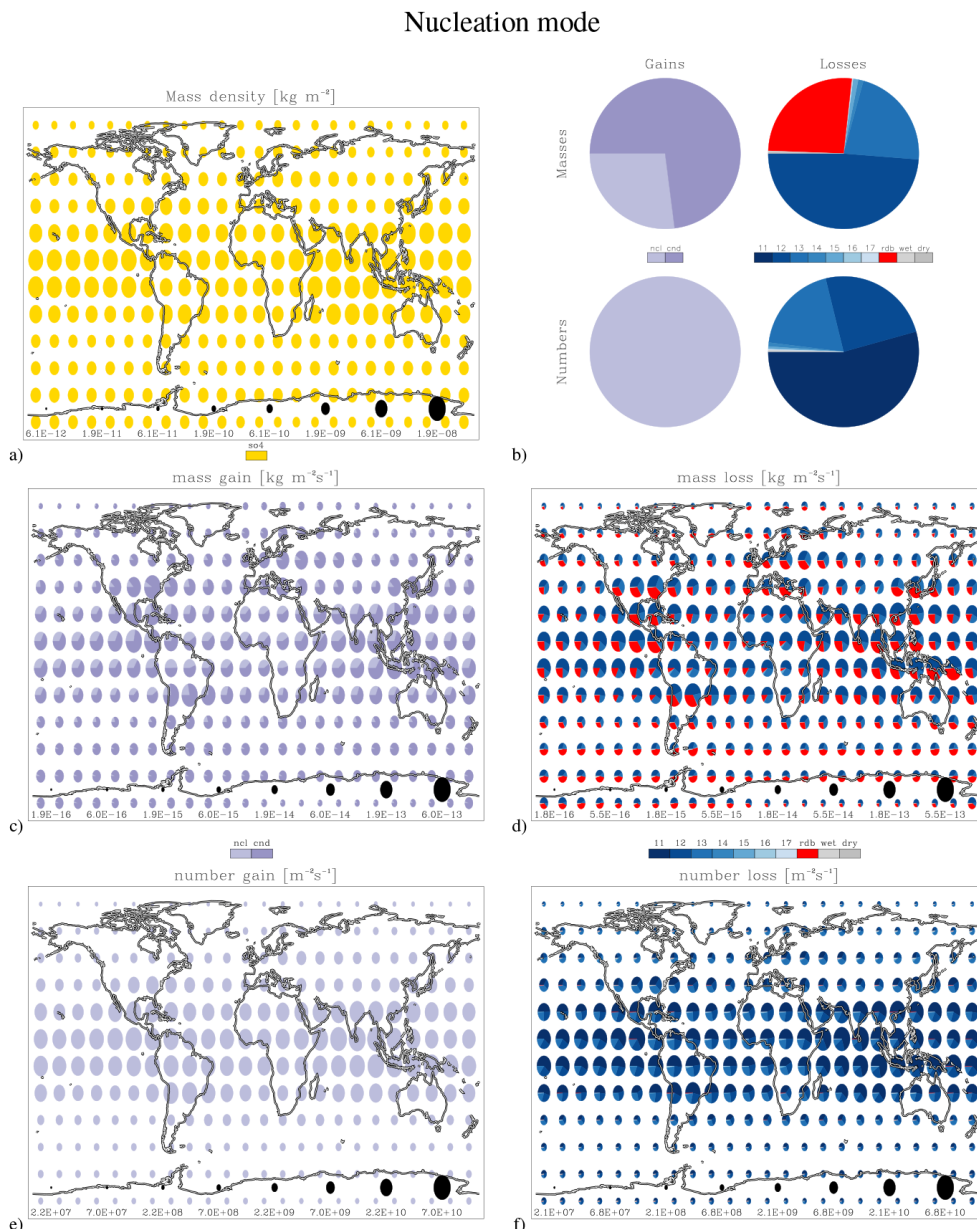 Nucleation mode
Gains Losses
Mass density [kg m⁻²]
Masses
ncl cnd
11 12 13 14 15 16 17 rdb wet dry
Numbers
6.1E-12 1.9E-11 6.1E-11 1.9E-10 6.1E-10 1.9E-09 6.1E-09 1.9E-08
so4
a)
b)
mass gain [kg m⁻²s⁻¹]
mass loss [kg m⁻²s⁻¹]
1.9E-16 6.0E-16 1.9E-15 6.0E-15 1.9E-14 6.0E-14 1.9E-13 6.0E-13
1.8E-16 5.5E-16 1.8E-15 5.5E-15 1.8E-14 5.5E-14 1.8E-13 5.5E-13
c)
d)
ncl cnd
11 12 13 14 15 16 17 rdb wet dry
number gain [m⁻²s⁻¹]
number loss [m⁻²s⁻¹]
2.2E+07 7.0E+07 2.2E+08 7.0E+08 2.2E+09 7.0E+09 2.2E+10 7.0E+10
2.1E+07 6.8E+07 2.1E+08 6.8E+08 2.1E+09 6.8E+09 2.1E+10 6.8E+10
e)
f)